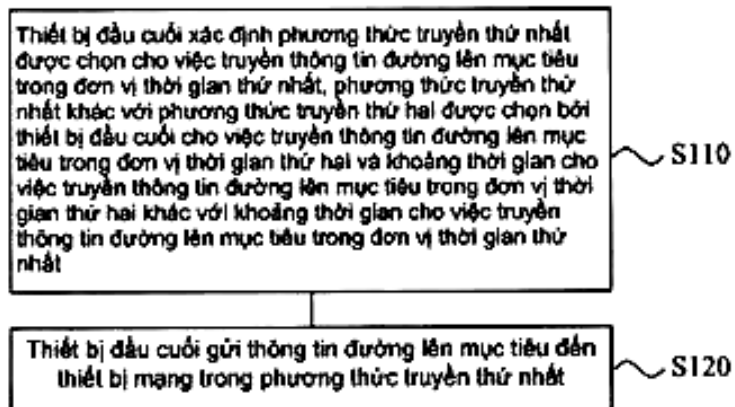 Thiết bị đầu cuối xác định phương thức truyền thứ nhất
được chọn cho việc truyền thông tin đường lên mục tiêu
trong đơn vị thời gian thứ nhất, phương thức truyền thứ
nhất khác với phương thức truyền thứ hai được chọn bởi
thiết bị đầu cuối cho việc truyền thông tin đường lên mục
tiêu trong đơn vị thời gian thứ hai và khoảng thời gian cho
việc truyền thông tin đường lên mục tiêu trong đơn vị thời
gian thứ hai khác với khoảng thời gian cho việc truyền
thông tin đường lên mục tiêu trong đơn vị thời gian thứ
nhất
S110
Thiết bị đầu cuối gửi thông tin đường lên mục tiêu đến
thiết bị mạng trong phương thức truyền thứ nhất
S120